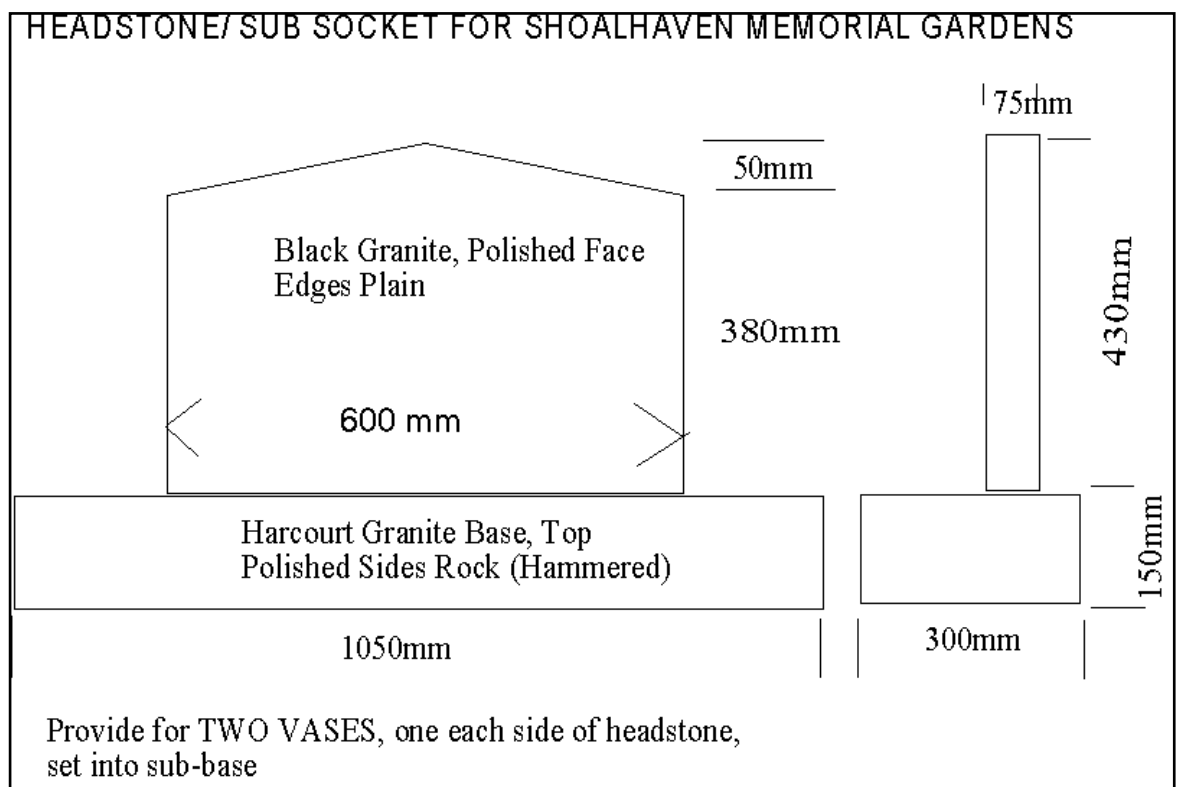 HEADSTONE/ SUB SOCKET FOR SHOALHAVEN MEMORIAL GARDENS
75mm
50mm
Black Granite, Polished Face
Edges Plain
380mm
430mm
600 mm
Harcourt Granite Base, Top
Polished Sides Rock (Hammered)
150mm
1050mm
300mm
Provide for TWO VASES, one each side of headstone,
set into sub-base